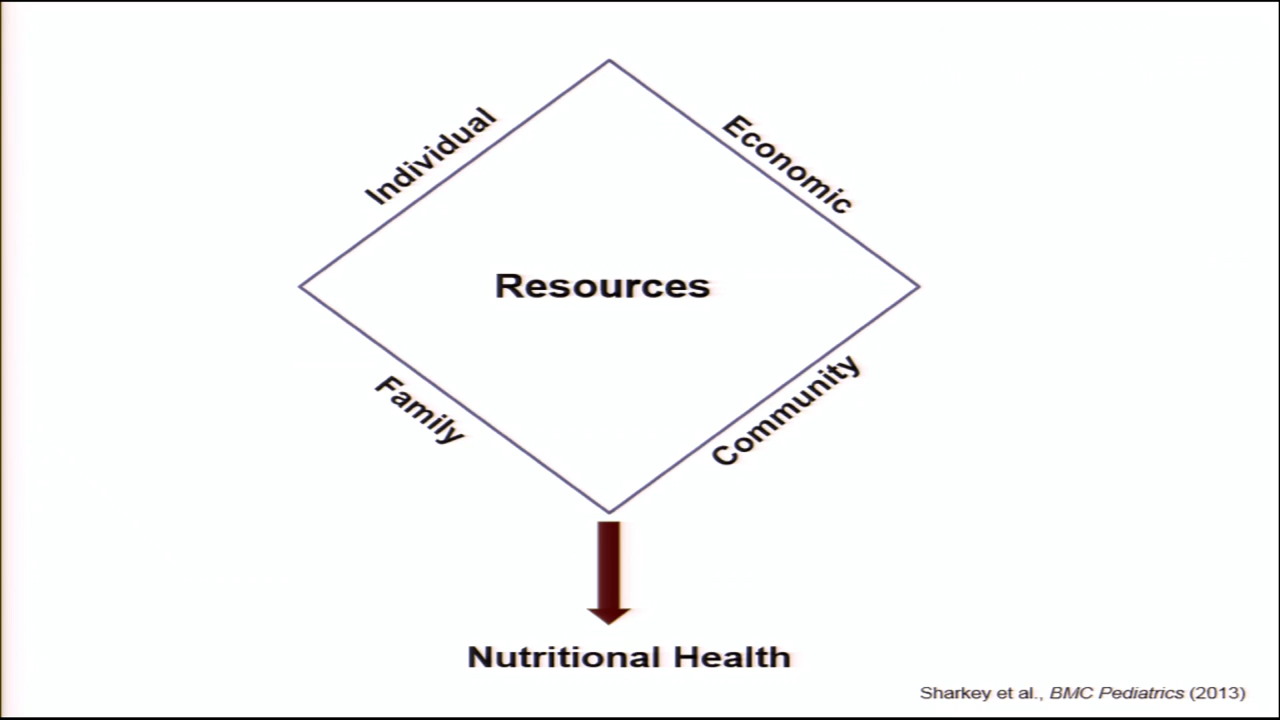 Individual
Economic
Resources
Family
Community
Nutritional Health
Sharkey et al., BMC Pediatrics (2013)